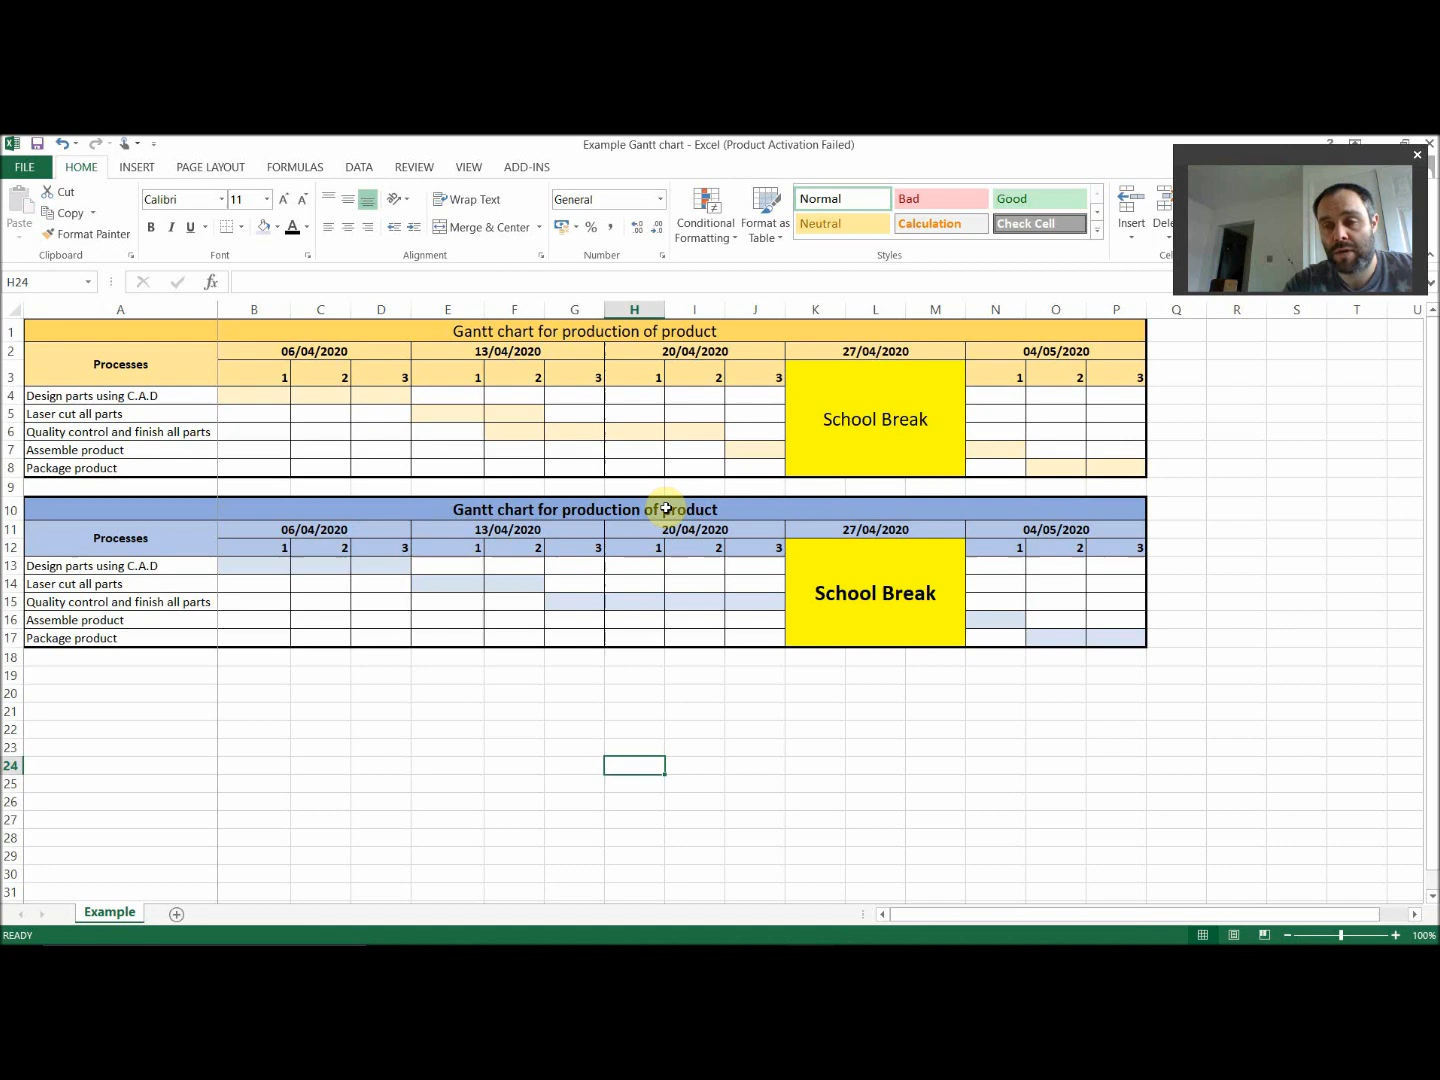 Example Gantt chart - Excel (Product Activation Failed)
FILE HOME INSERT PAGE LAYOUT FORMULAS DATA REVIEW VIEW ADD-INS
Paste
Cut
Copy
Format Painter
Clipboard
Calibri 11
B I U A
Font
Wrap Text
Merge & Center
Alignment
General
%
Number
Conditional Formatting
Format as Table
Normal Bad Good
Neutral Calculation Check Cell
Styles
Insert
H24 fx
A B C D E F G H I J K L M N O P Q R S T U
1 Gantt chart for production of product
2 Processes 06/04/2020 13/04/2020 20/04/2020 27/04/2020 04/05/2020
3 1 2 3 1 2 3 1 2 3 School Break 1 2 3
4 Design parts using C.A.D
5 Laser cut all parts
6 Quality control and finish all parts
7 Assemble product
8 Package product
9
10 Gantt chart for production of product
11 Processes 06/04/2020 13/04/2020 20/04/2020 27/04/2020 04/05/2020
12 1 2 3 1 2 3 1 2 3 School Break 1 2 3
13 Design parts using C.A.D
14 Laser cut all parts
15 Quality control and finish all parts
16 Assemble product
17 Package product
18
19
20
21
22
23
24
25
26
27
28
29
30
31
Example
READY 100%